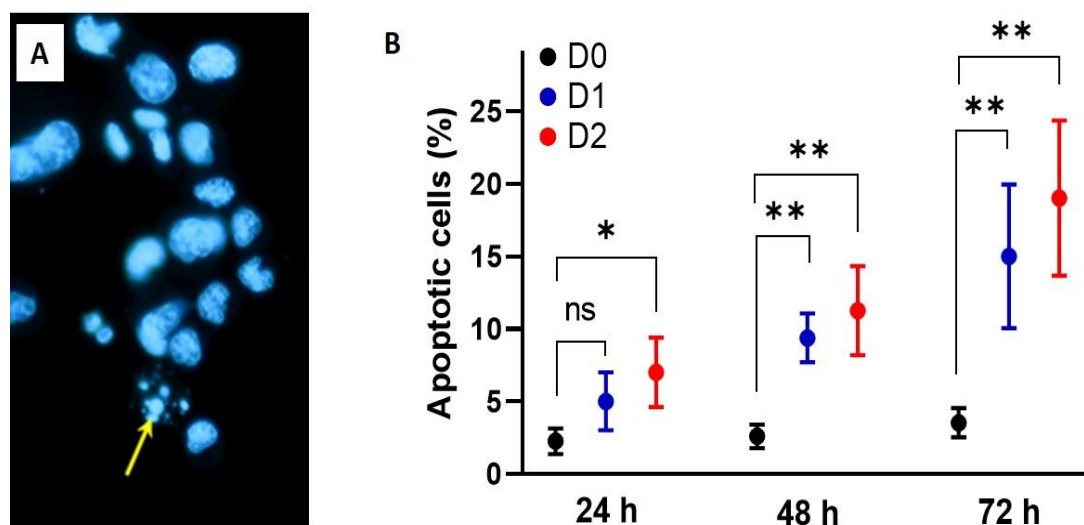 A
B
D0
D1
D2
Apoptotic cells (%)
25
20
15
10
5
0
*
ns
**
**
**
**
24 h
48 h
72 h